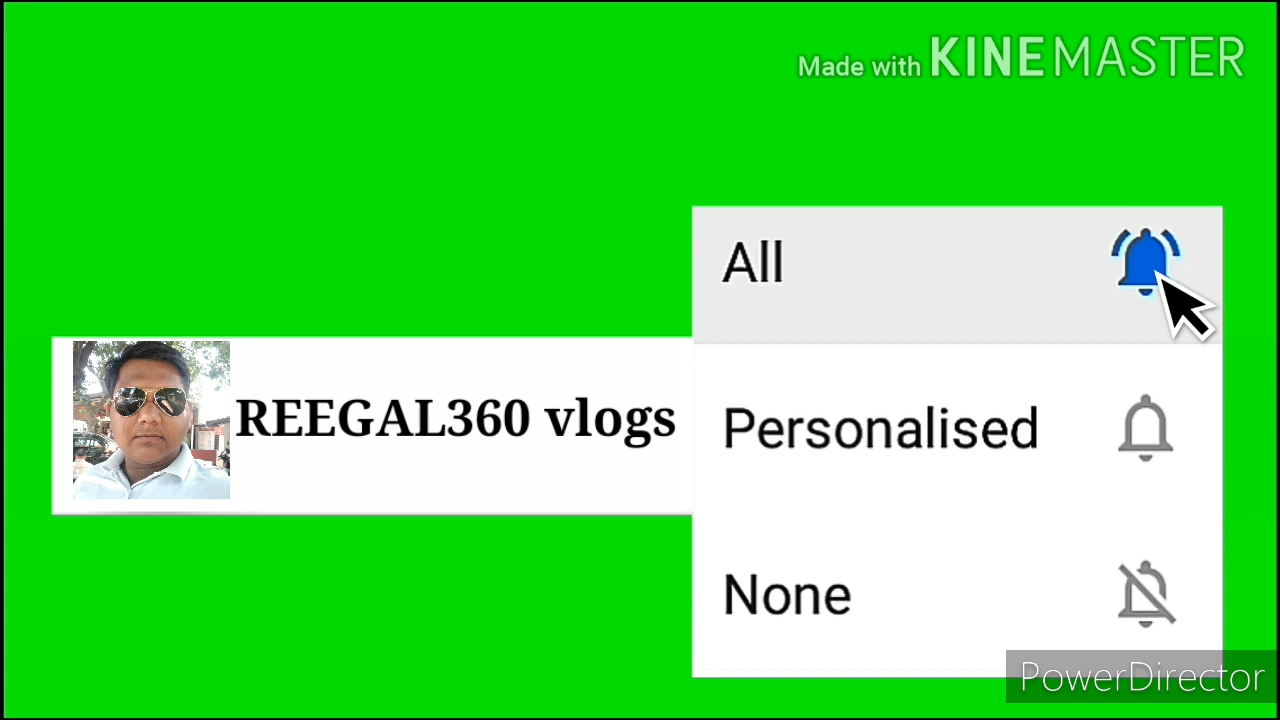 Made with KINEMASTER
All
REEGAL360 vlogs
Personalised
None
PowerDirector